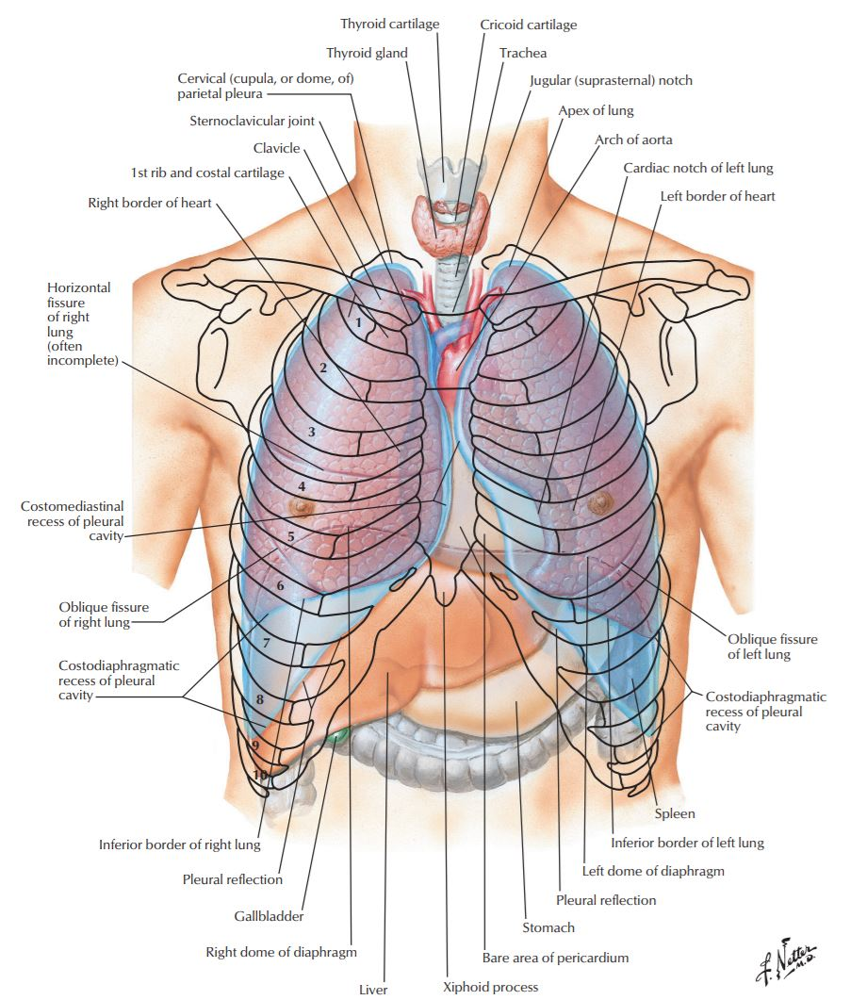 Thyroid cartilage
Cricoid cartilage
Thyroid gland
Trachea
Cervical (cupula, or dome, of)
parietal pleura
Jugular (suprasternal) notch
Apex of lung
Sternoclavicular joint
Arch of aorta
Clavicle
Cardiac notch of left lung
1st rib and costal cartilage
Left border of heart
Right border of heart
Horizontal
fissure
of right
lung
(often
incomplete)
1
2
3
4
5
6
7
8
9
10
Costomediastinal
recess of pleural
cavity
Oblique fissure
of right lung
Oblique fissure
of left lung
Costodiaphragmatic
recess of pleural
cavity
Costodiaphragmatic
recess of pleural
cavity
Spleen
Inferior border of right lung
Inferior border of left lung
Pleural reflection
Left dome of diaphragm
Pleural reflection
Gallbladder
Stomach
Right dome of diaphragm
Bare area of pericardium
Liver
Xiphoid process
F. Netter
M.D.